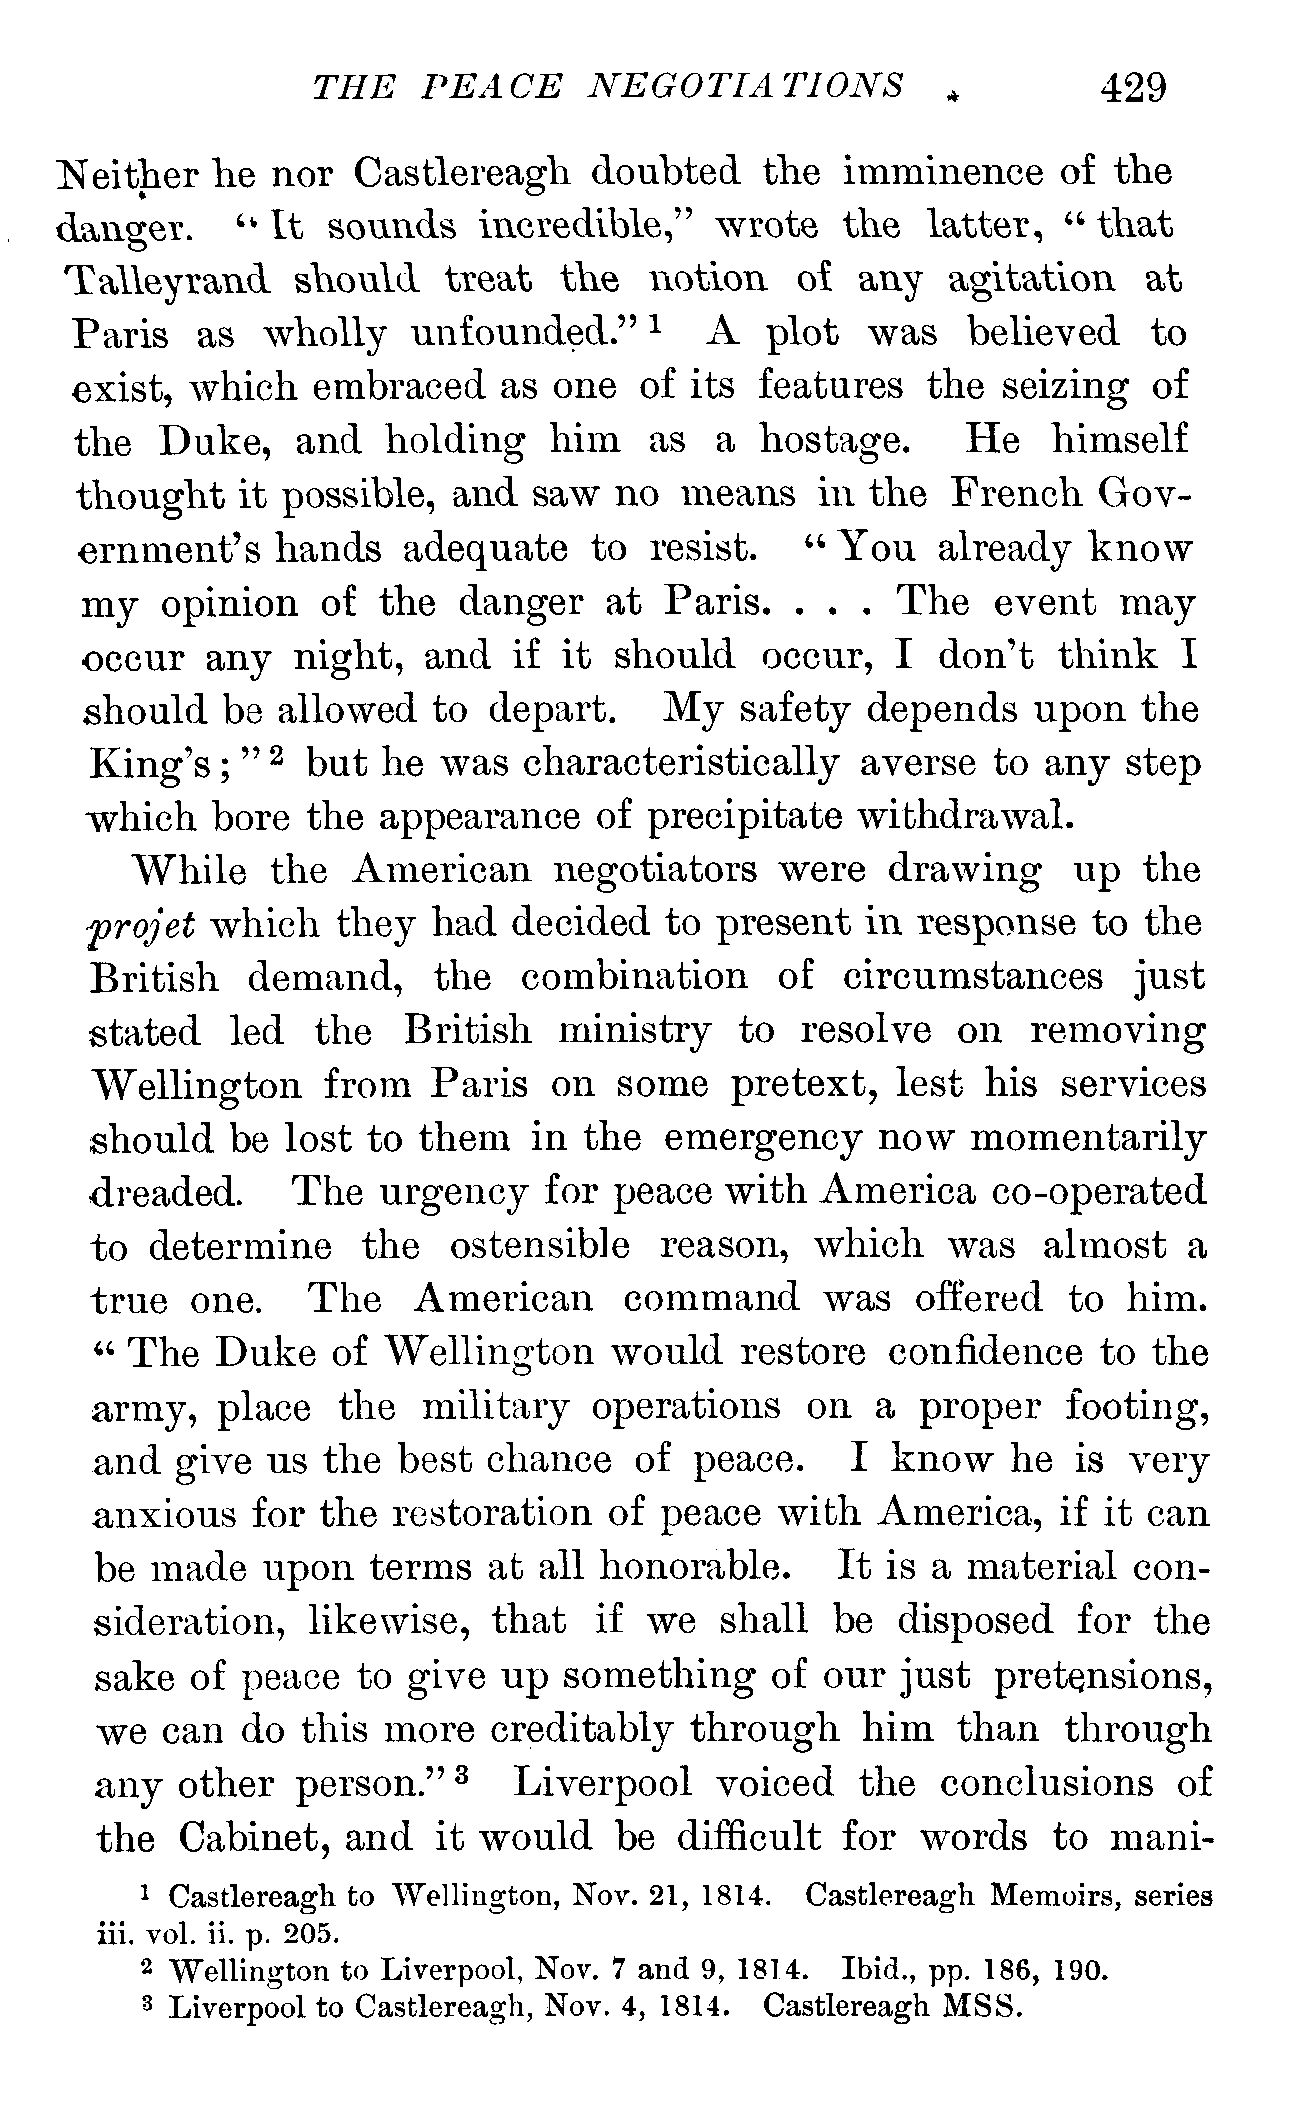 THE PEACE NEGOTIATIONS 429
Neither he nor Castlereagh doubted the imminence of the
danger. “ It sounds incredible,” wrote the latter, “ that
Talleyrand should treat the notion of any agitation at
Paris as wholly unfounded.” 1 A plot was believed to
exist, which embraced as one of its features the seizing of
the Duke, and holding him as a hostage. He himself
thought it possible, and saw no means in the French Gov-
ernment’s hands adequate to resist. “ You already know
my opinion of the danger at Paris. . . . The event may
occur any night, and if it should occur, I don’t think I
should be allowed to depart. My safety depends upon the
King’s ; ” 2 but he was characteristically averse to any step
which bore the appearance of precipitate withdrawal.
While the American negotiators were drawing up the
projet which they had decided to present in response to the
British demand, the combination of circumstances just
stated led the British ministry to resolve on removing
Wellington from Paris on some pretext, lest his services
should be lost to them in the emergency now momentarily
dreaded. The urgency for peace with America co-operated
to determine the ostensible reason, which was almost a
true one. The American command was offered to him.
“ The Duke of Wellington would restore confidence to the
army, place the military operations on a proper footing,
and give us the best chance of peace. I know he is very
anxious for the restoration of peace with America, if it can
be made upon terms at all honorable. It is a material con-
sideration, likewise, that if we shall be disposed for the
sake of peace to give up something of our just pretensions,
we can do this more creditably through him than through
any other person.” 3 Liverpool voiced the conclusions of
the Cabinet, and it would be difficult for words to mani-
1 Castlereagh to Wellington, Nov. 21, 1814. Castlereagh Memoirs, series
iii. vol. ii. p. 205.
2 Wellington to Liverpool, Nov. 7 and 9, 1814. Ibid., pp. 186, 190.
3 Liverpool to Castlereagh, Nov. 4, 1814. Castlereagh MSS.